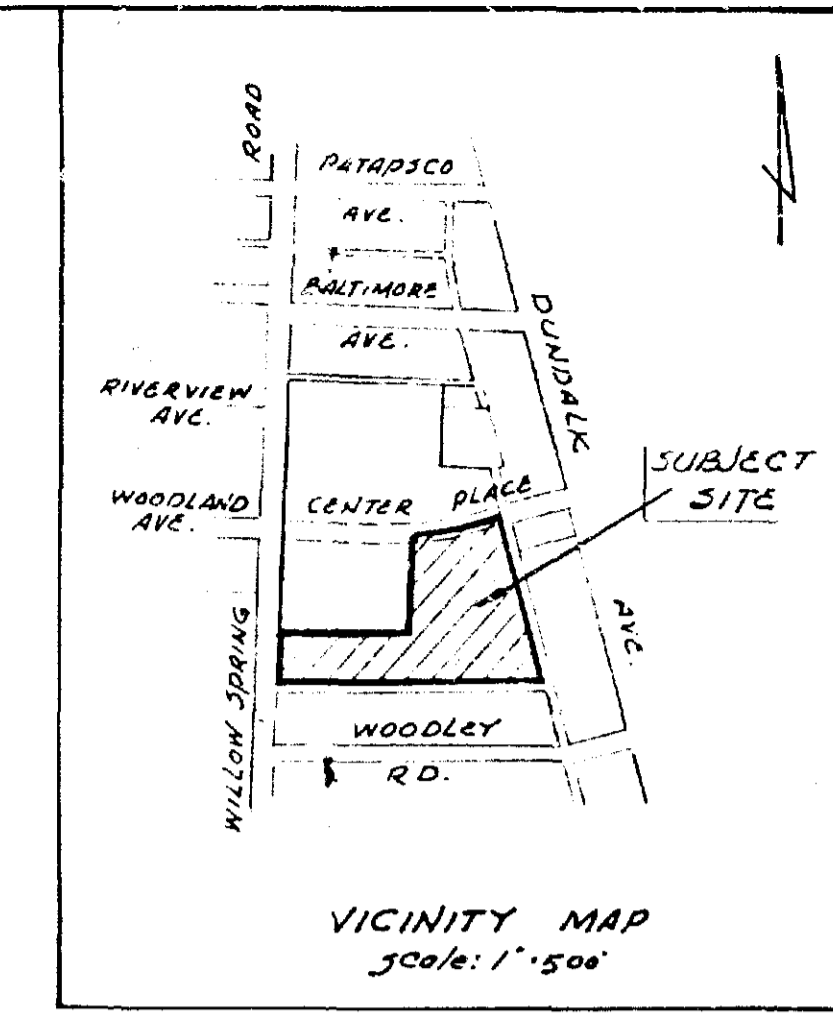 ROAD
PATAPSCO
AVE.
BALTIMORE
AVE.
DUNDALK
AVE.
RIVERVIEW
AVE.
SUBJECT
SITE
WOODLAND
AVE.
CENTER PLACE
WILLOW SPRING
WOODLEY
RD.
VICINITY MAP
scale: 1"=500'